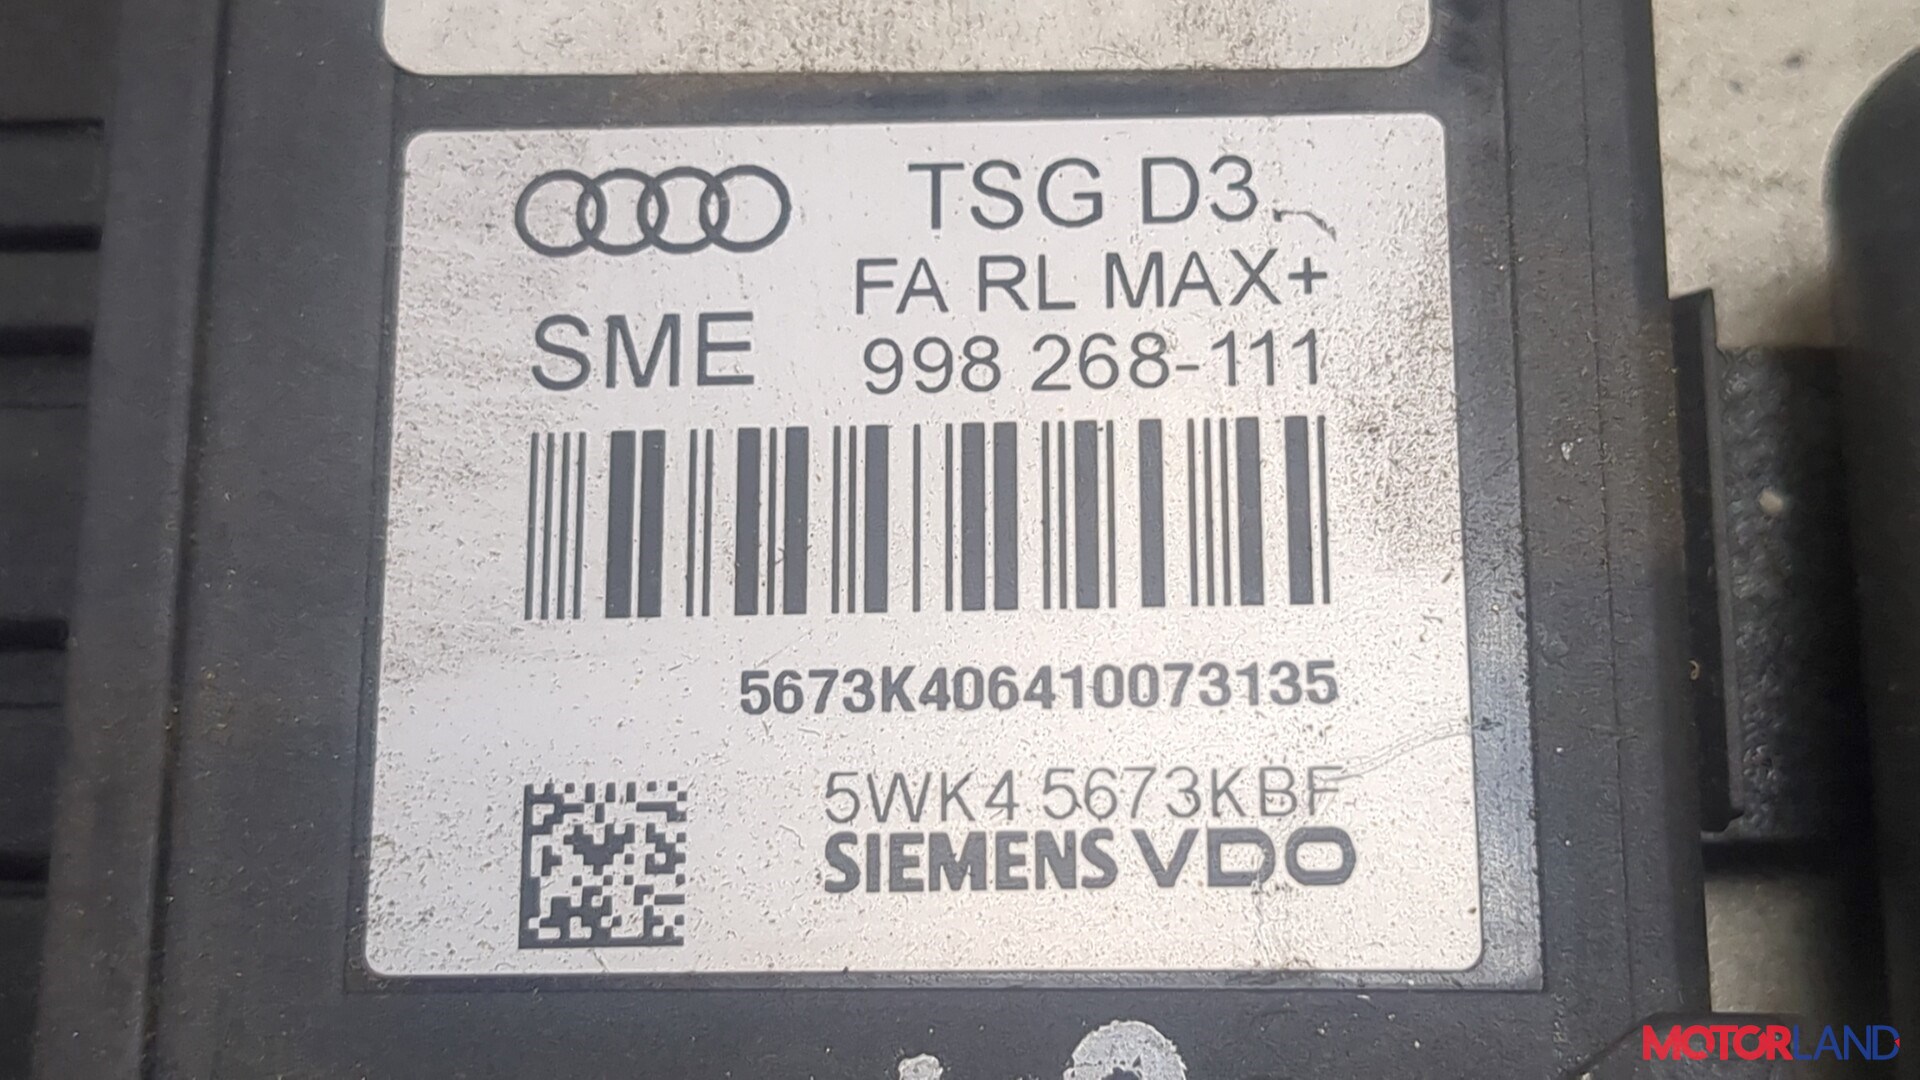 TSG D3
FA RL MAX+
SME
998 268-111
5673K406410073135
5WK4 5673KBF
SIEMENS VDO
MOTORLAND